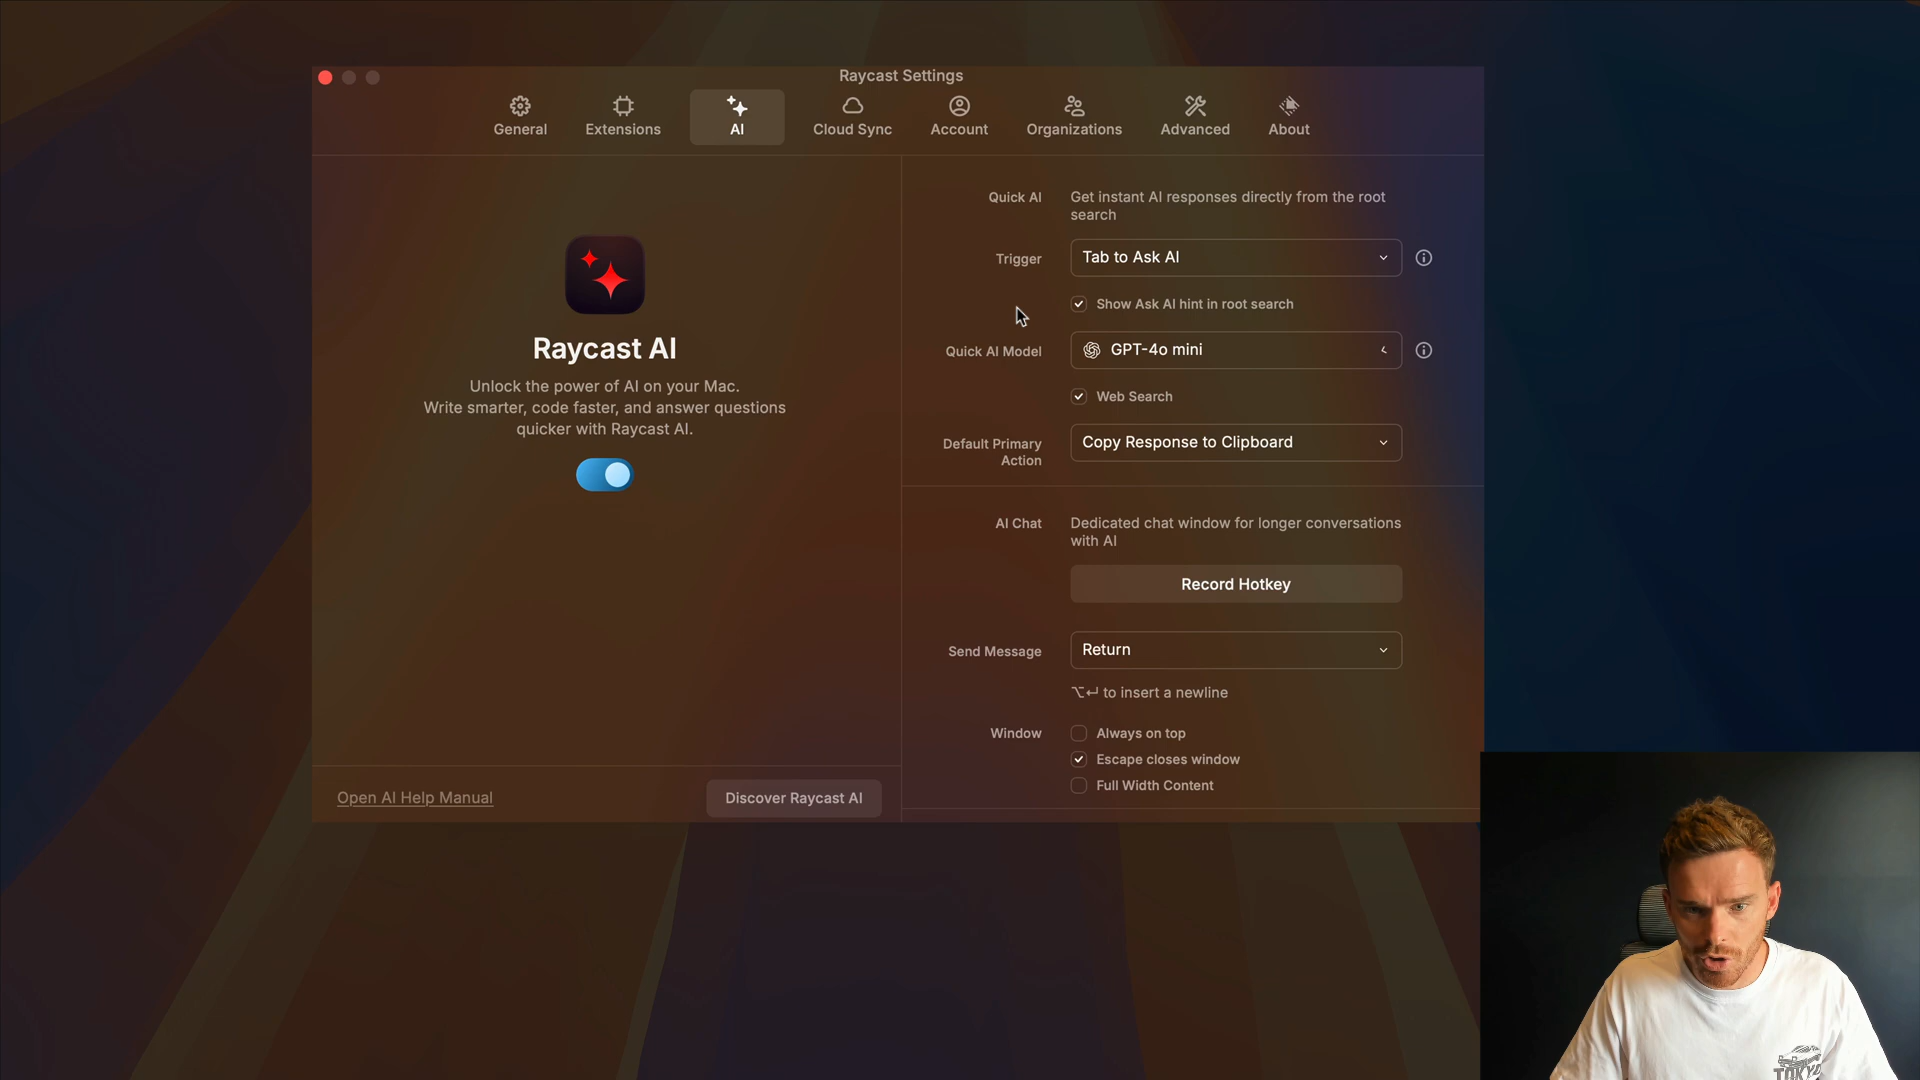 Raycast Settings
General
Extensions
AI
Cloud Sync
Account
Organizations
Advanced
About
Raycast AI
Unlock the power of AI on your Mac.
Write smarter, code faster, and answer questions
quicker with Raycast AI.
Open AI Help Manual
Discover Raycast AI
Quick AI
Get instant AI responses directly from the root
search
Trigger
Tab to Ask AI
Show Ask AI hint in root search
Quick AI Model
GPT-4o mini
Web Search
Default Primary
Action
Copy Response to Clipboard
AI Chat
Dedicated chat window for longer conversations
with AI
Record Hotkey
Send Message
Return
⌥↵ to insert a newline
Window
Always on top
Escape closes window
Full Width Content
TOKYO